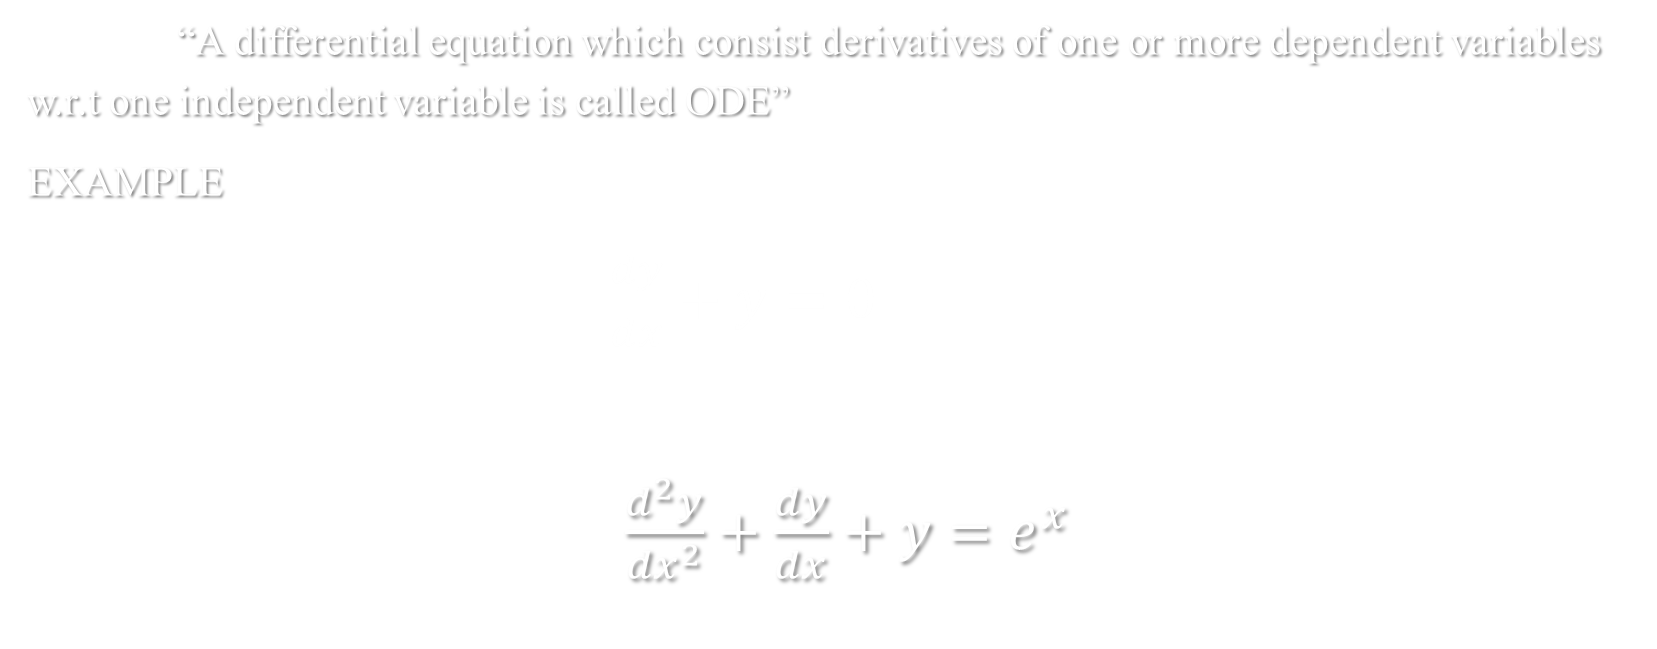 “A differential equation which consist derivatives of one or more dependent variables
w.r.t one independent variable is called ODE”
EXAMPLE
d²y/dx² + dy/dx + y = eˣ